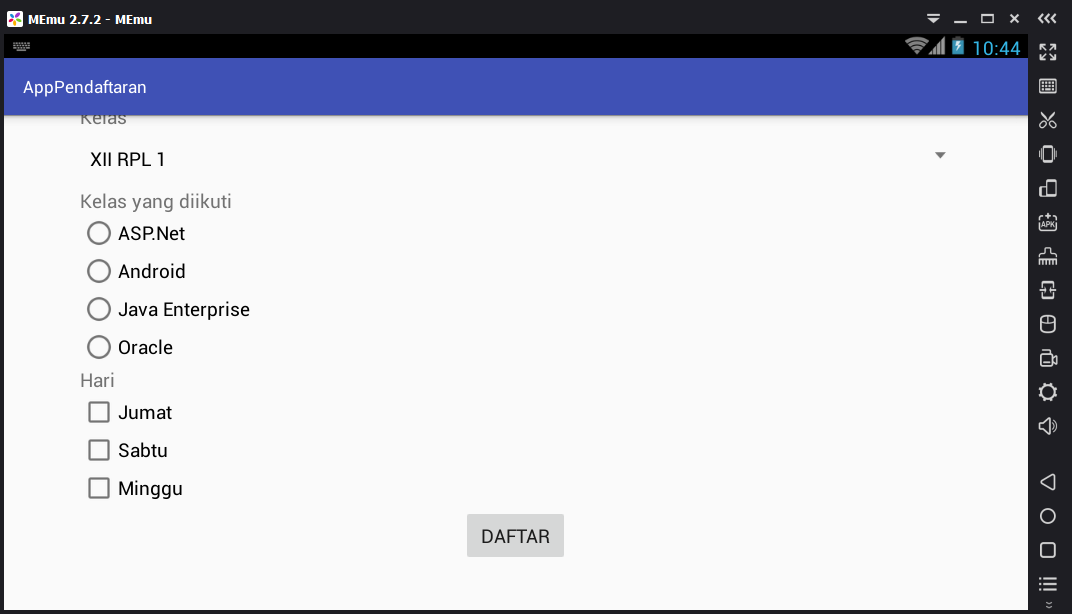 MEmu 2.7.2 - MEmu
10:44
AppPendaftaran
Kelas
XII RPL 1
Kelas yang diikuti
ASP.Net
Android
Java Enterprise
Oracle
Hari
Jumat
Sabtu
Minggu
DAFTAR
APK